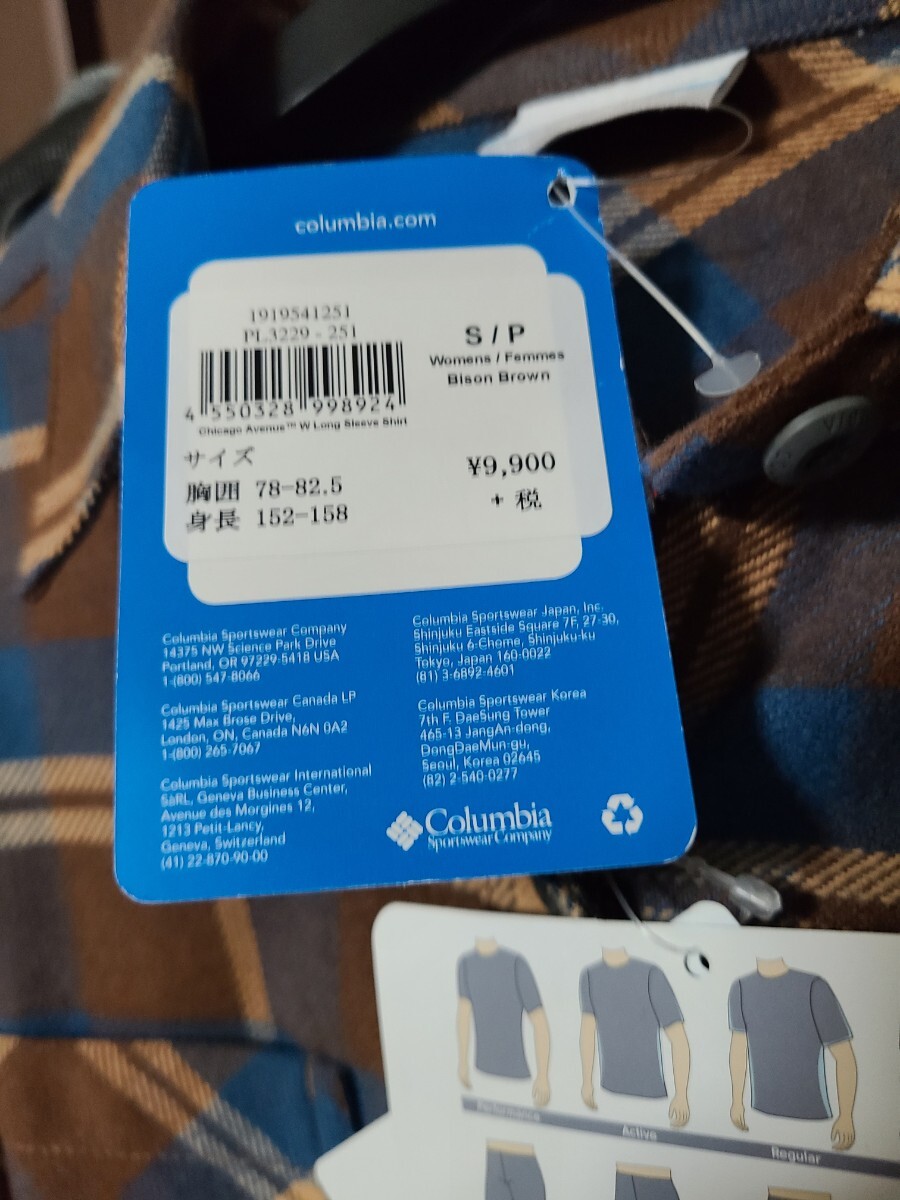 columbia.com
1919541251
PL3229 - 251
4 550328 998924
Chicago Avenue™ W Long Sleeve Shirt
S / P
Womens / Femmes
Bison Brown
サイズ
胸囲 78-82.5
身長 152-158
¥9,900
+ 税
Columbia Sportswear Company
14375 NW Science Park Drive
Portland, OR 97229-5418 USA
1-(800) 547-8066
Columbia Sportswear Canada LP
1425 Max Brose Drive,
London, ON, Canada N6N 0A2
1-(800) 265-7067
Columbia Sportswear International
SàRL, Geneva Business Center,
Avenue des Morgines 12,
1213 Petit-Lancy,
Geneva, Switzerland
(41) 22-870-90-00
Columbia Sportswear Japan, Inc.
Shinjuku Eastside Square 7F, 27-30,
Shinjuku 6-Chome, Shinjuku-ku
Tokyo, Japan 160-0022
(81) 3-6892-4601
Columbia Sportswear Korea
7th F. DaeSung Tower
465-13 JangAn-dong,
DongDaeMun-gu,
Seoul, Korea 02645
(82) 2-540-0277
Columbia
Sportswear Company
Performance
Active
Regular